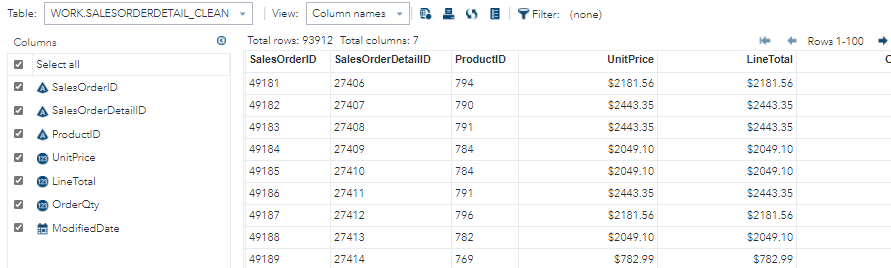 Table: WORK.SALESORDERDETAIL_CLEAN View: Column names Filter: (none)
Columns
Select all
SalesOrderID
SalesOrderDetailID
ProductID
UnitPrice
LineTotal
OrderQty
ModifiedDate
Total rows: 93912 Total columns: 7 Rows 1-100
SalesOrderID SalesOrderDetailID ProductID UnitPrice LineTotal O
49181 27406 794 $2181.56 $2181.56
49182 27407 790 $2443.35 $2443.35
49183 27408 791 $2443.35 $2443.35
49184 27409 784 $2049.10 $2049.10
49185 27410 784 $2049.10 $2049.10
49186 27411 791 $2443.35 $2443.35
49187 27412 796 $2181.56 $2181.56
49188 27413 782 $2049.10 $2049.10
49189 27414 769 $782.99 $782.99